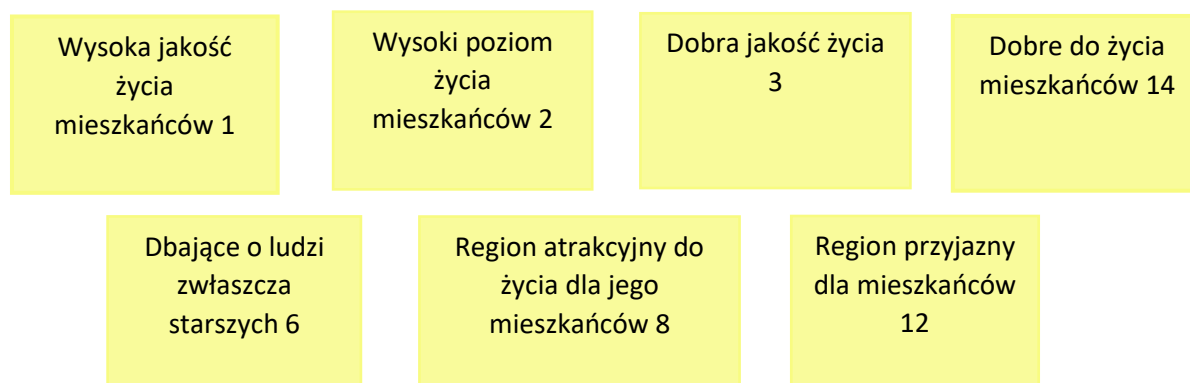 Wysoka jakość
życia
mieszkańców 1
Wysoki poziom
życia
mieszkańców 2
Dobra jakość życia
3
Dobre do życia
mieszkańców 14
Dbające o ludzi
zwłaszcza
starszych 6
Region atrakcyjny do
życia dla jego
mieszkańców 8
Region przyjazny
dla mieszkańców
12